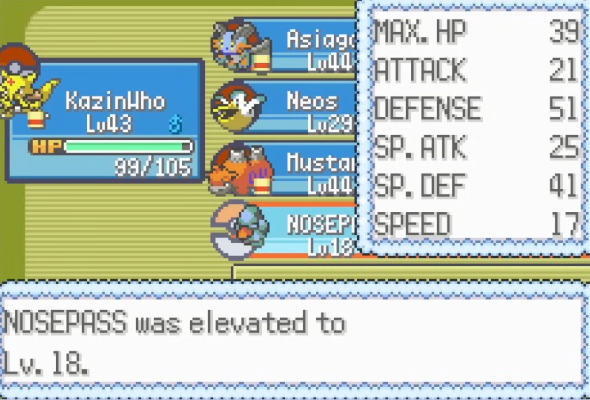 KazinWho
Lv43
HP
99/105
Asiago
Lv44
Neos
Lv29
Mustar
Lv44
NOSEP
Lv18
MAX. HP 39
ATTACK 21
DEFENSE 51
SP. ATK 25
SP. DEF 41
SPEED 17
NOSEPASS was elevated to
Lv. 18.